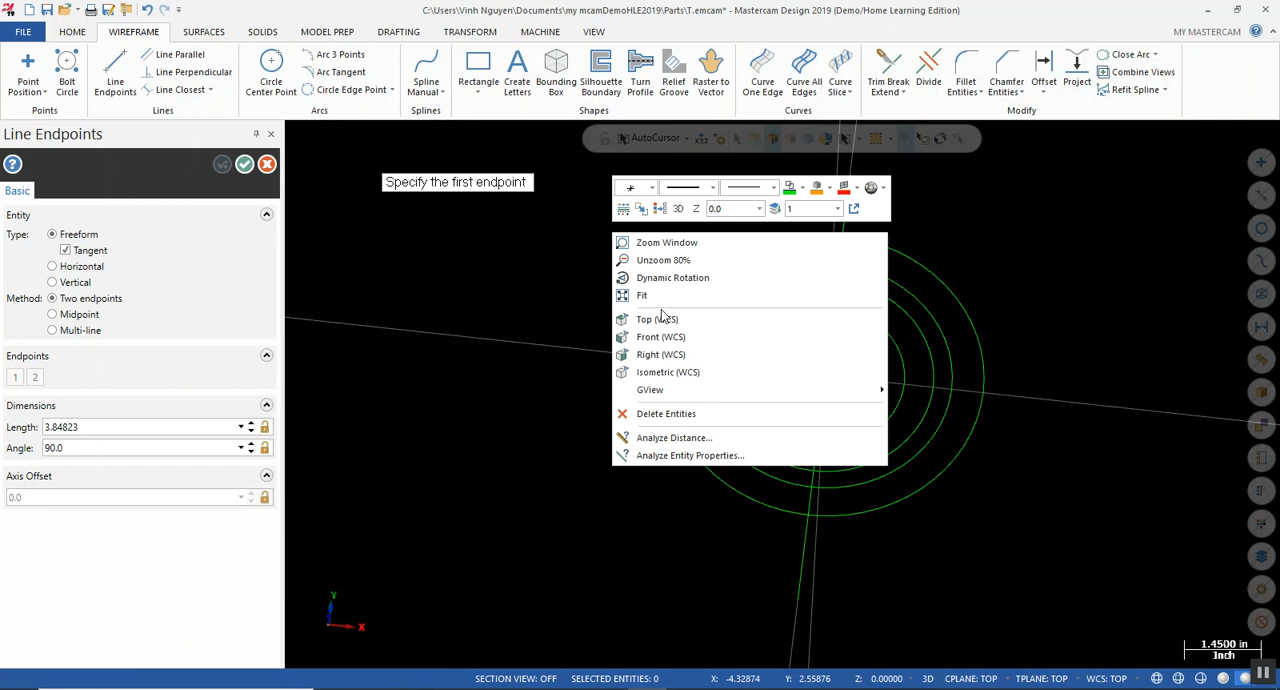 C:\Users\Vinh Nguyen\Documents\my mcamDemoHLE2019\Parts\T.emcam* - Mastercam Design 2019 (Demo/Home Learning Edition)
FILE HOME WIREFRAME SURFACES SOLIDS MODEL PREP DRAFTING TRANSFORM MACHINE VIEW MY MASTERCAM
Point Position
Bolt Circle
Points
Line Endpoints
Line Parallel
Line Perpendicular
Line Closest
Lines
Circle Center Point
Arc 3 Points
Arc Tangent
Circle Edge Point
Arcs
Spline Manual
Splines
Rectangle
Create Letters
Bounding Box
Silhouette Boundary
Turn Profile
Relief Groove
Raster to Vector
Shapes
Curve One Edge
Curve All Edges
Curve Slice
Curves
Trim Break Extend
Divide
Fillet Entities
Chamfer Entities
Offset
Project
Close Arc
Combine Views
Refit Spline
Modify
Line Endpoints
Basic
Entity
Type: Freeform
Tangent
Horizontal
Vertical
Method: Two endpoints
Midpoint
Multi-line
Endpoints
1 2
Dimensions
Length: 3.84823
Angle: 90.0
Axis Offset
0.0
AutoCursor
Specify the first endpoint
3D Z 0.0 1
Zoom Window
Unzoom 80%
Dynamic Rotation
Fit
Top (WCS)
Front (WCS)
Right (WCS)
Isometric (WCS)
GView
Delete Entities
Analyze Distance...
Analyze Entity Properties...
Y
X
1.4500 in
Inch
SECTION VIEW: OFF SELECTED ENTITIES: 0 X: -4.32874 Y: 2.55876 Z: 0.00000 3D CPLANE: TOP TPLANE: TOP WCS: TOP